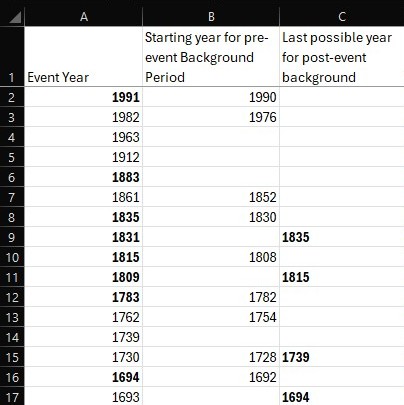 A B C
Starting year for pre- Last possible year
event Background for post-event
1 Event Year Period background
2 1991 1990
3 1982 1976
4 1963
5 1912
6 1883
7 1861 1852
8 1835 1830
9 1831 1835
10 1815 1808
11 1809 1815
12 1783 1782
13 1762 1754
14 1739
15 1730 1728 1739
16 1694 1692
17 1693 1694